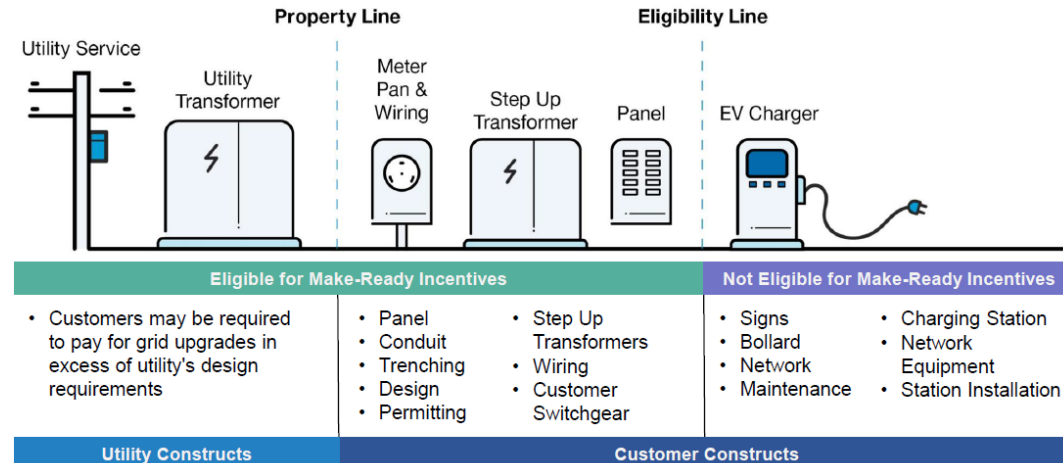 Property Line
Eligibility Line
Utility Service
Utility
Transformer
Meter
Pan &
Wiring
Step Up
Transformer
Panel
EV Charger
Eligible for Make-Ready Incentives
Not Eligible for Make-Ready Incentives
• Customers may be required
to pay for grid upgrades in
excess of utility's design
requirements
• Panel
• Conduit
• Trenching
• Design
• Permitting
• Step Up
Transformers
• Wiring
• Customer
Switchgear
• Signs
• Bollard
• Network
• Maintenance
• Charging Station
• Network
Equipment
• Station Installation
Utility Constructs
Customer Constructs